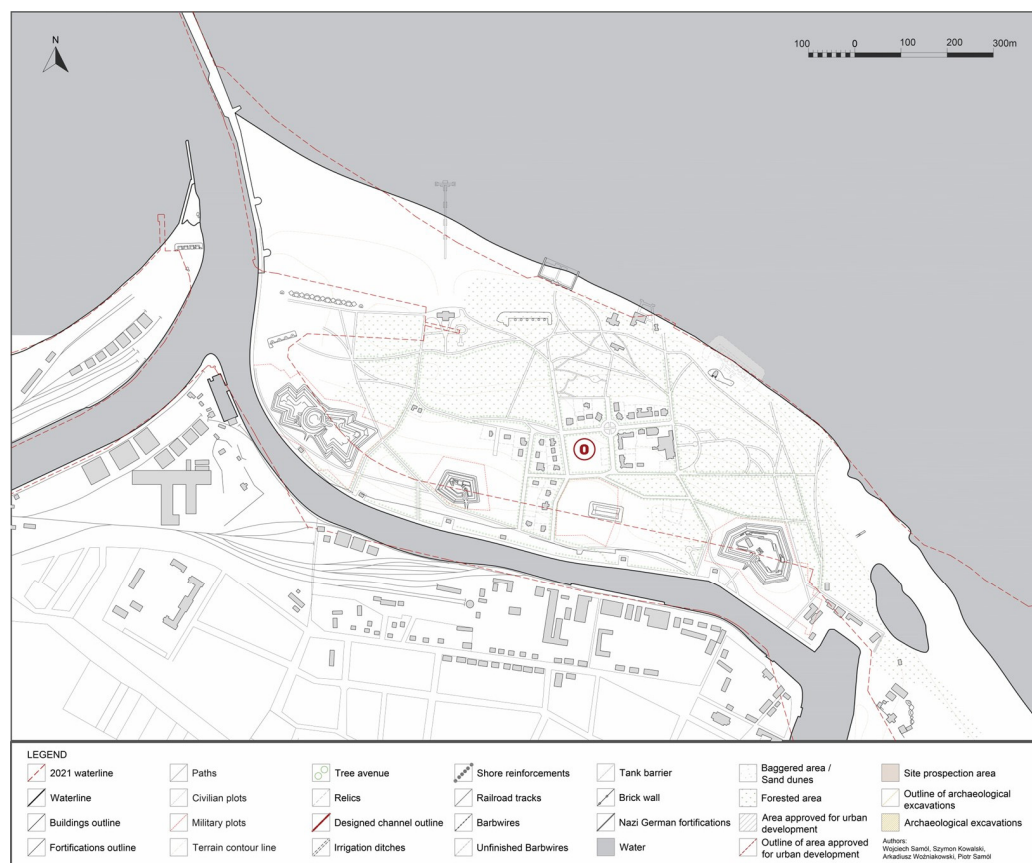 N
100 0 100 200 300m
0
LEGEND
2021 waterline
Waterline
Buildings outline
Fortifications outline
Paths
Civilian plots
Military plots
Terrain contour line
Tree avenue
Relics
Designed channel outline
Irrigation ditches
Shore reinforcements
Railroad tracks
Barbwires
Unfinished Barbwires
Tank barrier
Brick wall
Nazi German fortifications
Water
Baggered area /
Sand dunes
Forested area
Area approved for urban
development
Outline of area approved
for urban development
Site prospection area
Outline of archaeological
excavations
Archaeological excavations
Authors:
Wojciech Samól, Szymon Kowalski,
Arkadiusz Woźniakowski, Piotr Samól